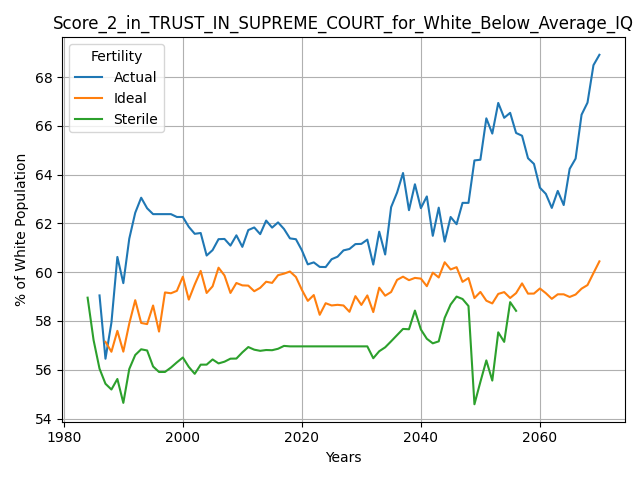 Score_2_in_TRUST_IN_SUPREME_COURT_for_White_Below_Average_IQ
Fertility
Actual
Ideal
Sterile
% of White Population
68
66
64
62
60
58
56
54
1980
2000
2020
2040
2060
Years